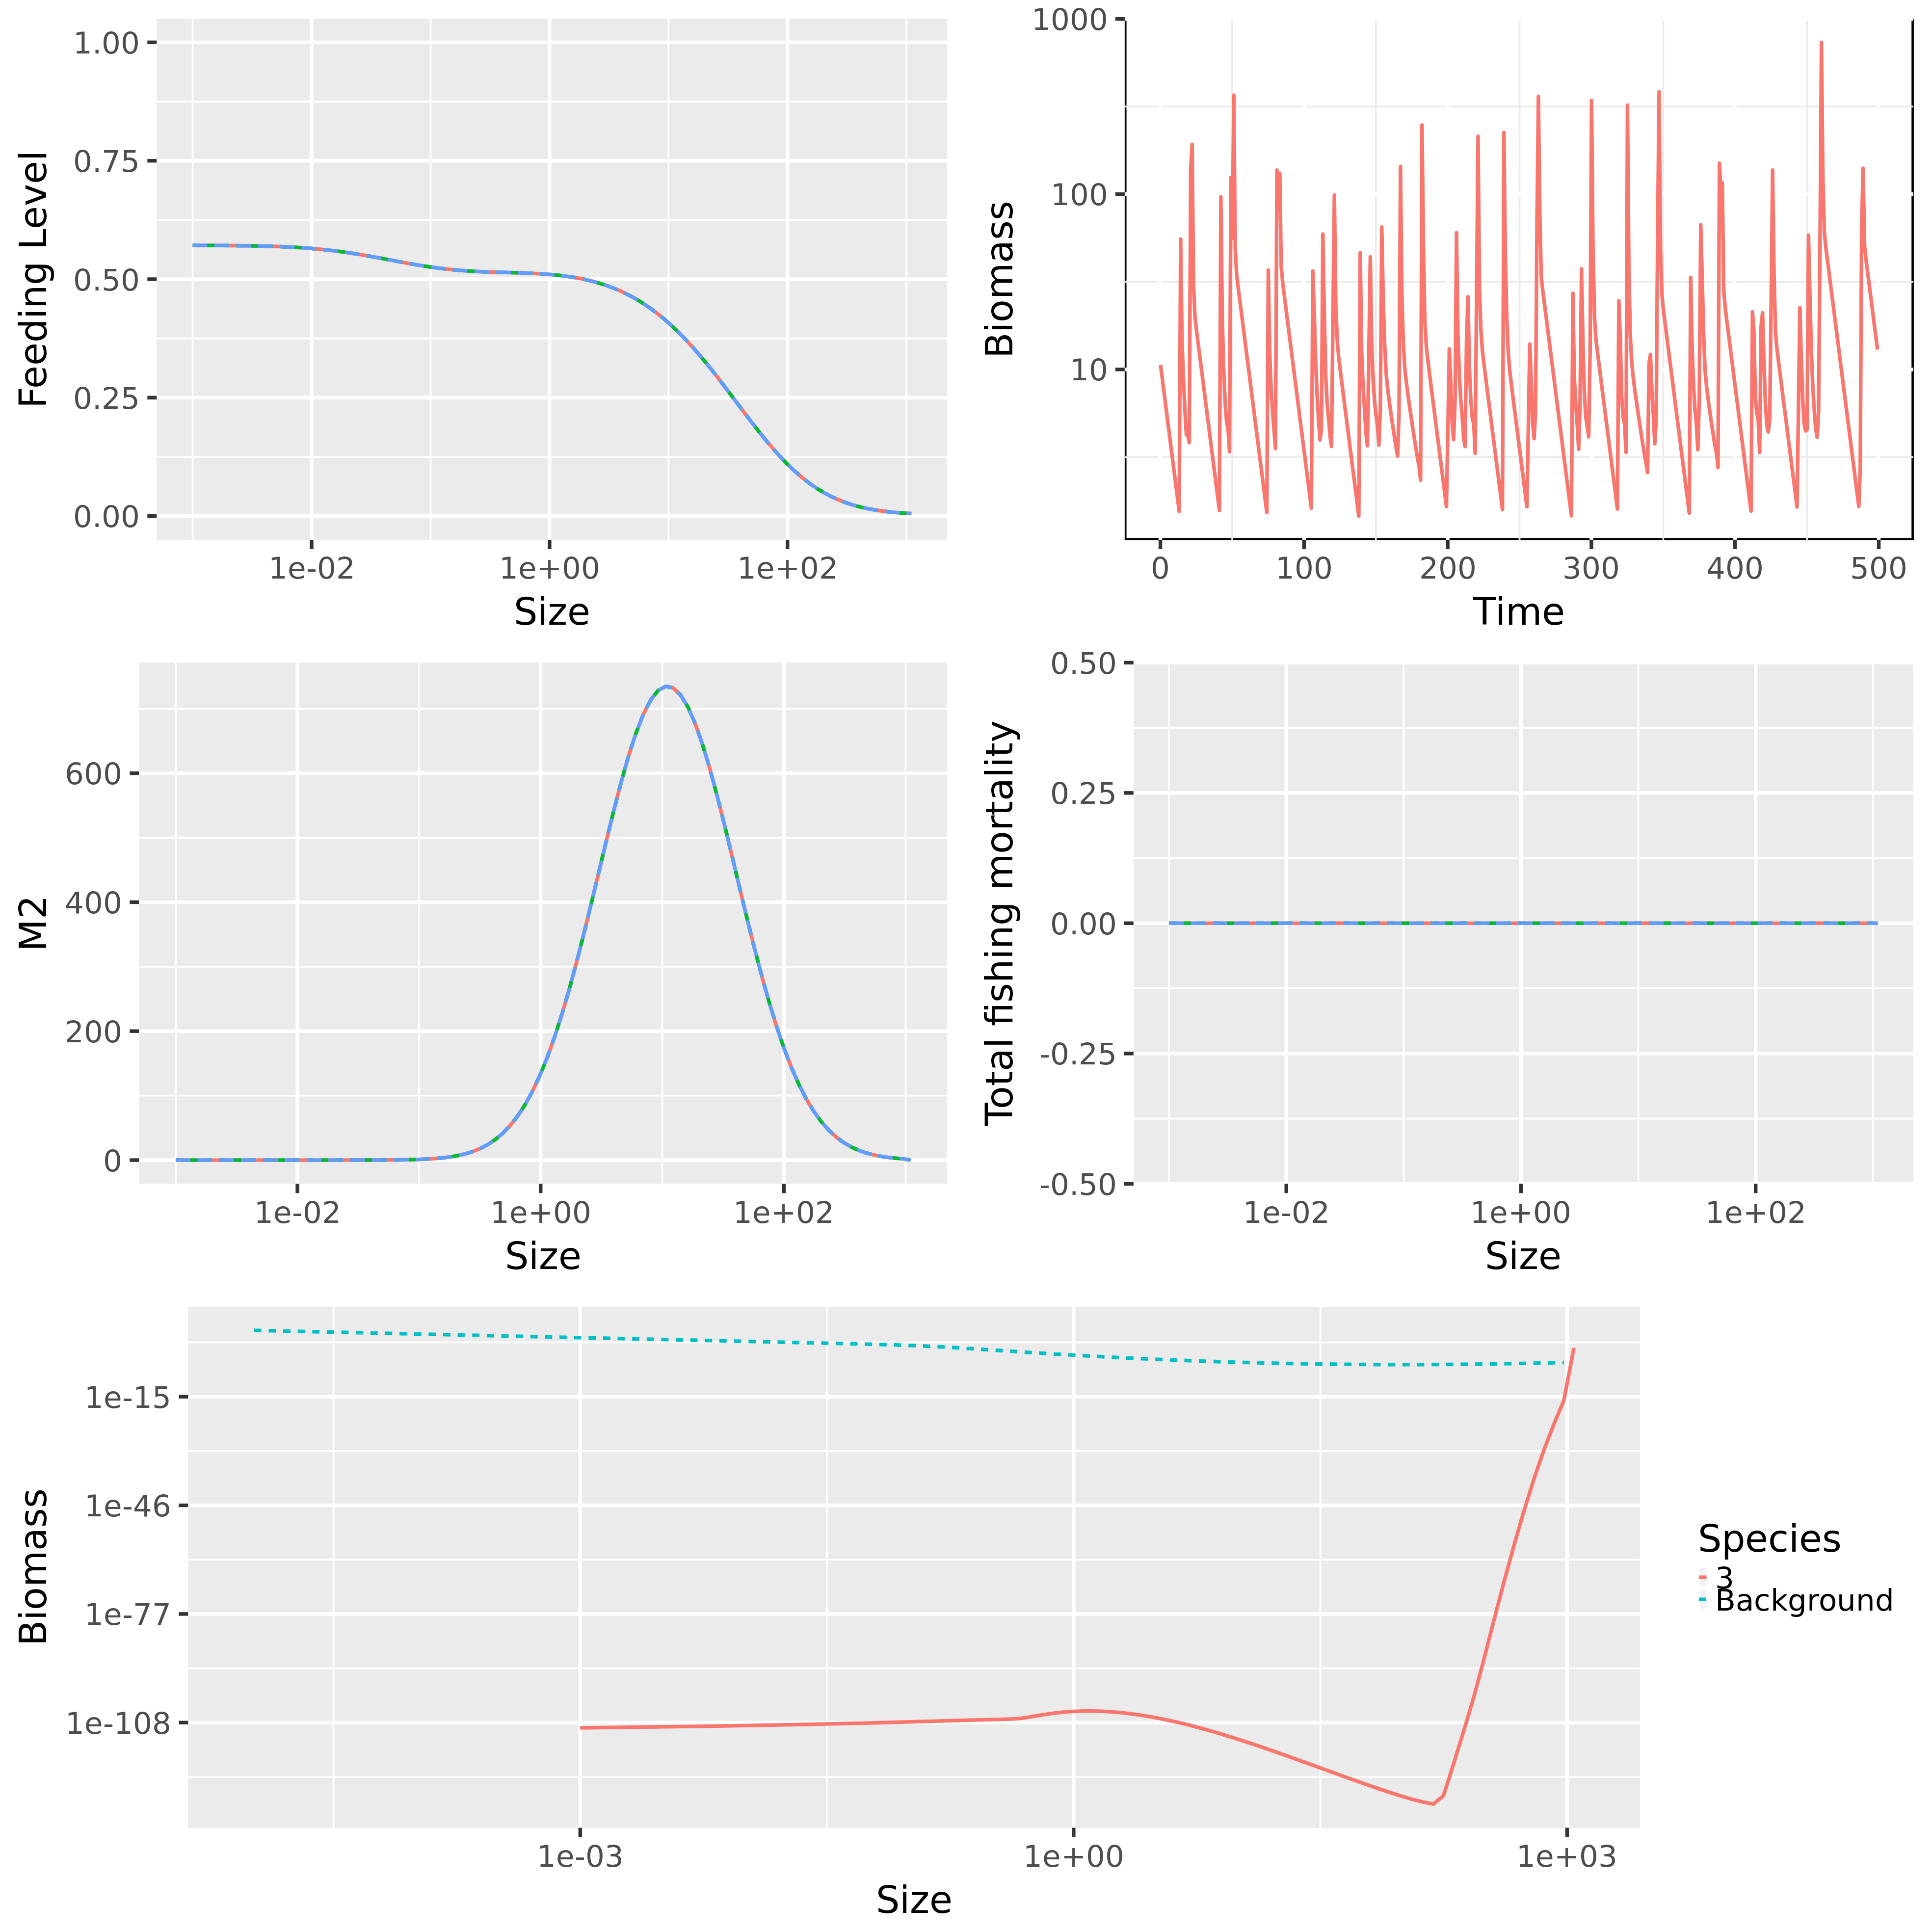 1.00
0.75
0.50
0.25
0.00
Feeding Level
1e-02 1e+00 1e+02
Size
1000
100
10
Biomass
0 100 200 300 400 500
Time
600
400
200
0
M2
1e-02 1e+00 1e+02
Size
0.50
0.25
0.00
-0.25
-0.50
Total fishing mortality
1e-02 1e+00 1e+02
Size
1e-15
1e-46
1e-77
1e-108
Biomass
1e-03 1e+00 1e+03
Size
Species
3
Background